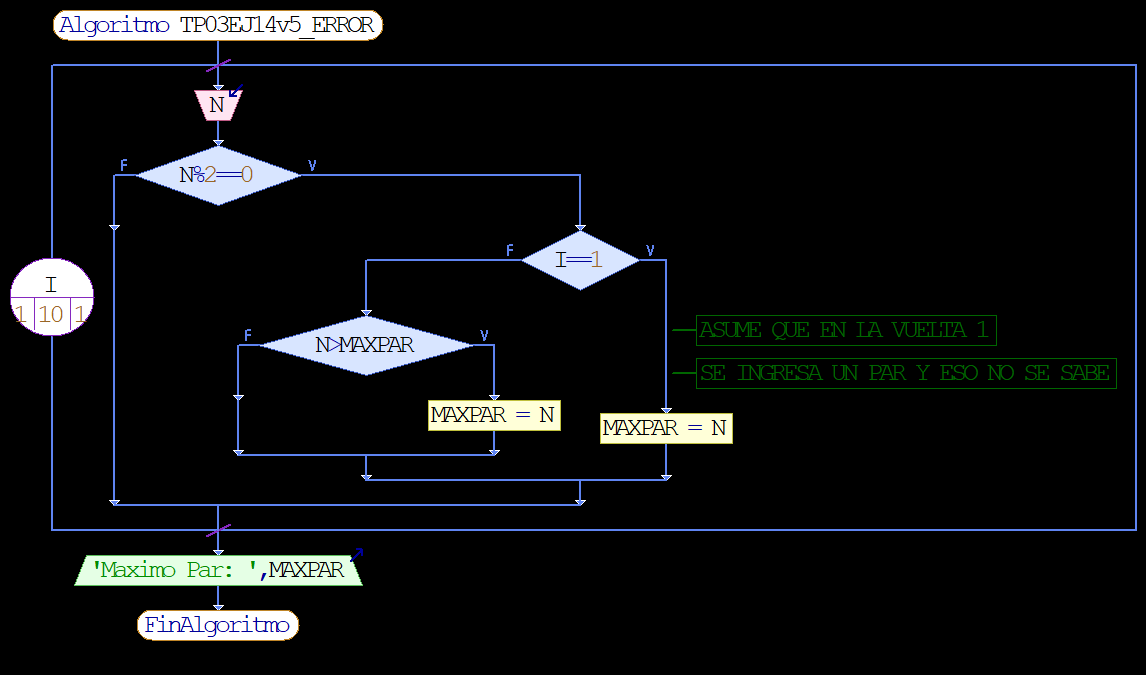 Algoritmo TP03EJ14v5_ERROR
N
F
N%2==0
V
F
I==1
V
I
1 10 1
F
N>MAXPAR
V
ASUME QUE EN LA VUELTA 1
SE INGRESA UN PAR Y ESO NO SE SABE
MAXPAR = N
MAXPAR = N
'Maximo Par: ',MAXPAR
FinAlgoritmo